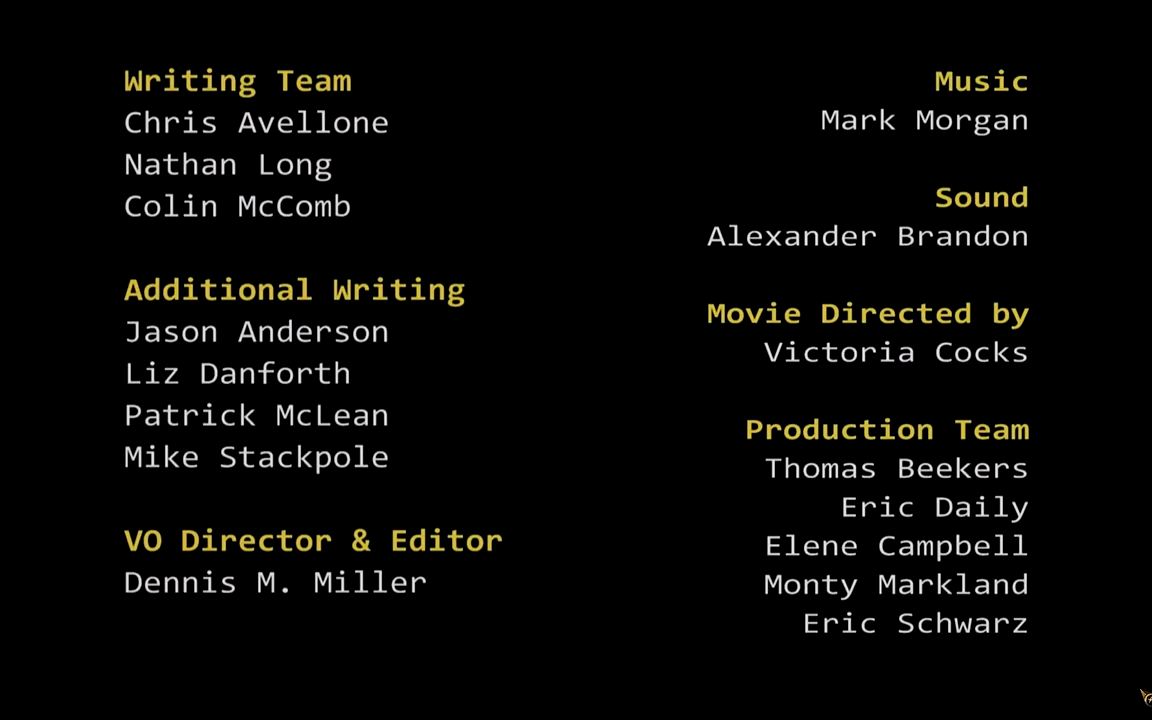 Writing Team
Chris Avellone
Nathan Long
Colin McComb
Additional Writing
Jason Anderson
Liz Danforth
Patrick McLean
Mike Stackpole
VO Director & Editor
Dennis M. Miller
Music
Mark Morgan
Sound
Alexander Brandon
Movie Directed by
Victoria Cocks
Production Team
Thomas Beekers
Eric Daily
Elene Campbell
Monty Markland
Eric Schwarz